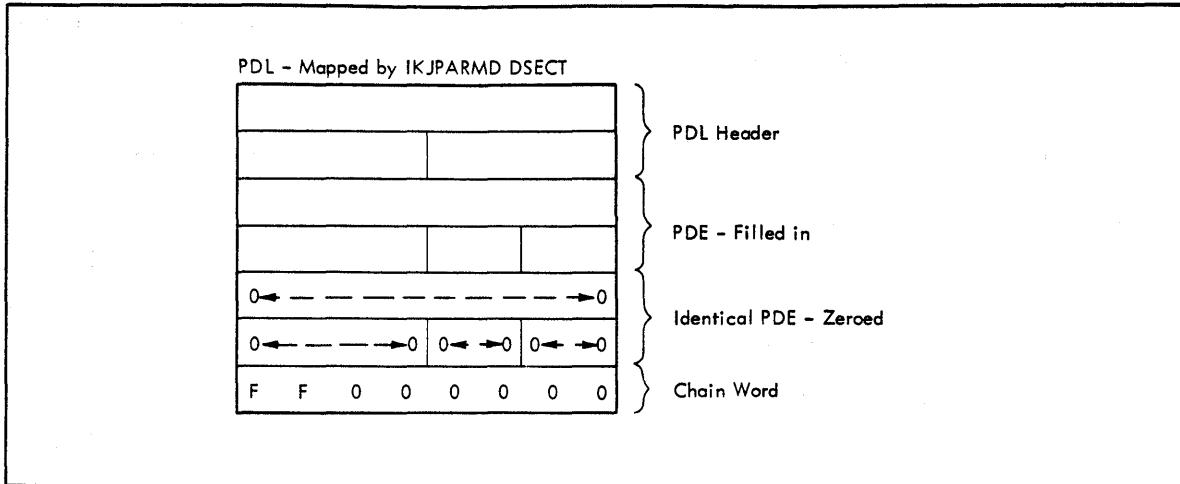 PDL - Mapped by IKJPARMD DSECT
PDL Header
PDE - Filled in
0 0
Identical PDE - Zeroed
0 0 0 0 0 0
F F 0 0 0 0 0 0
Chain Word